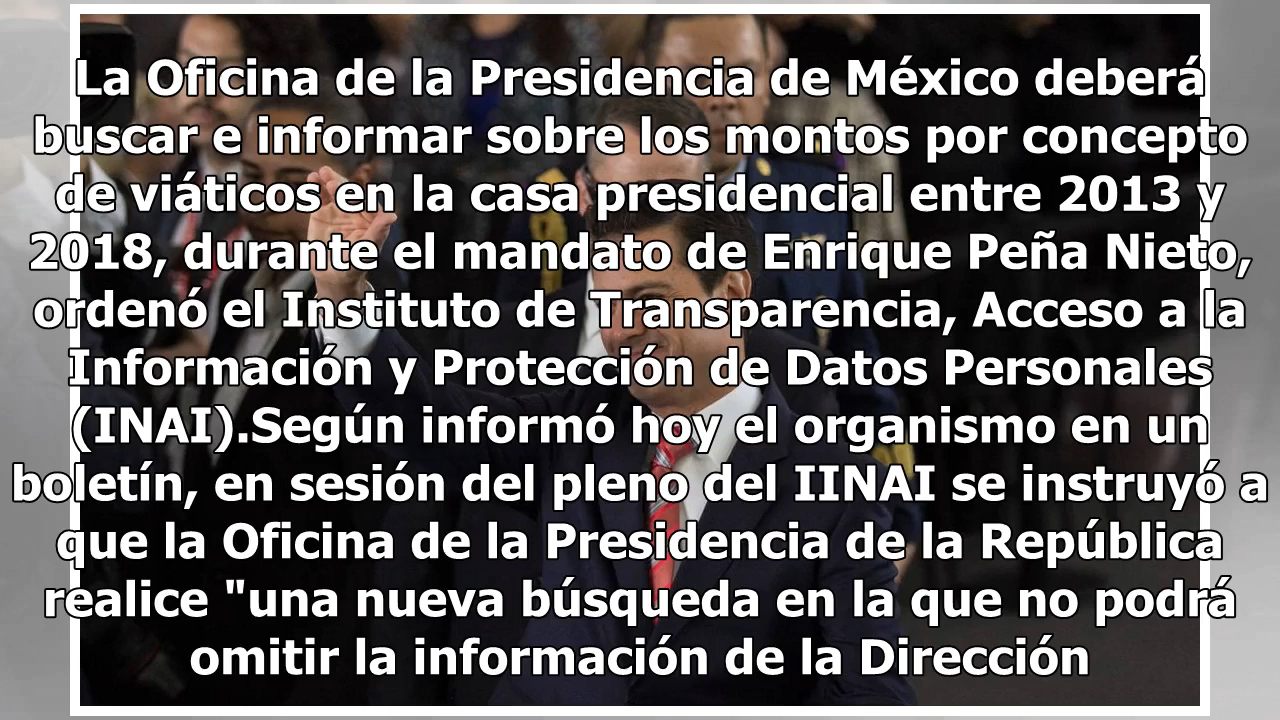 La Oficina de la Presidencia de México deberá
buscar e informar sobre los montos por concepto
de viáticos en la casa presidencial entre 2013 y
2018, durante el mandato de Enrique Peña Nieto,
ordenó el Instituto de Transparencia, Acceso a la
Información y Protección de Datos Personales
(INAI).Según informó hoy el organismo en un
boletín, en sesión del pleno del IINAI se instruyó a
que la Oficina de la Presidencia de la República
realice "una nueva búsqueda en la que no podrá
omitir la información de la Dirección